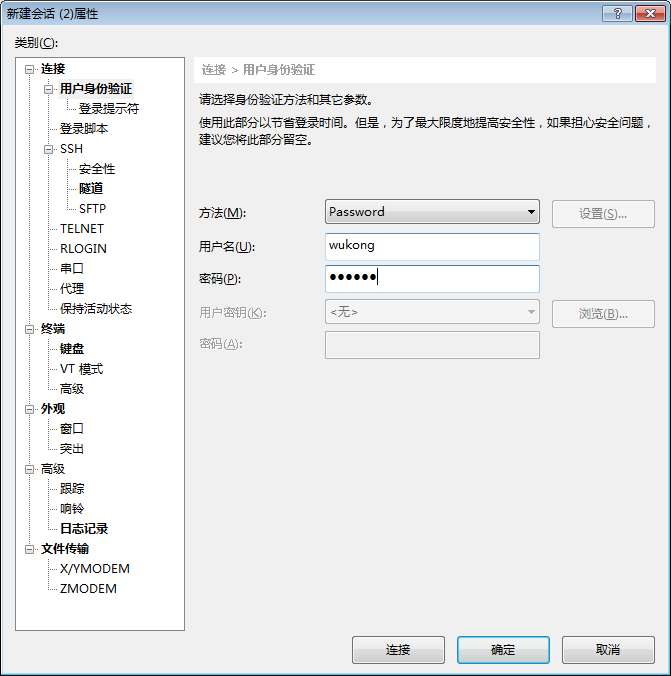 新建会话 (2)属性
类别(C):
连接
用户身份验证
登录提示符
登录脚本
SSH
安全性
隧道
SFTP
TELNET
RLOGIN
串口
代理
保持活动状态
终端
键盘
VT 模式
高级
外观
窗口
突出
高级
跟踪
响铃
日志记录
文件传输
X/YMODEM
ZMODEM
连接 > 用户身份验证
请选择身份验证方法和其它参数。
使用此部分以节省登录时间。但是，为了最大限度地提高安全性，如果担心安全问题，
建议您将此部分留空。
方法(M): Password 设置(S)...
用户名(U): wukong
密码(P): ●●●●●●
用户密钥(K): <无> 浏览(B)...
密码(A):
连接 确定 取消